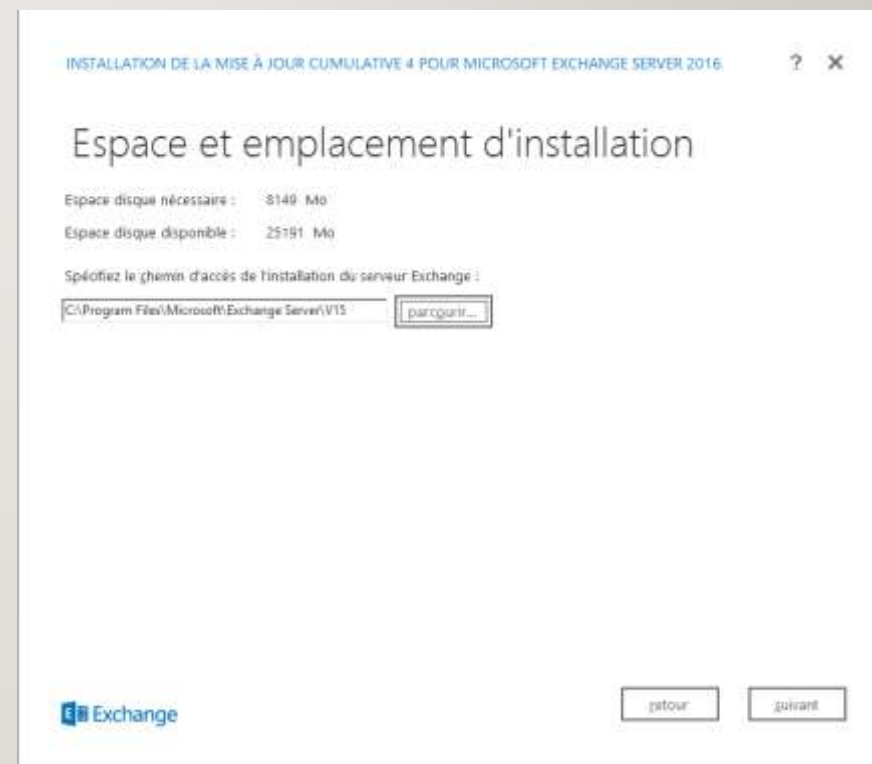 INSTALLATION DE LA MISE À JOUR CUMULATIVE 4 POUR MICROSOFT EXCHANGE SERVER 2016 ? ✕
Espace et emplacement d'installation
Espace disque nécessaire : 8149 Mo
Espace disque disponible : 25191 Mo
Spécifiez le chemin d'accès de l'installation du serveur Exchange :
C:\Program Files\Microsoft\Exchange Server\V15 parcourir...
E Exchange retour suivant